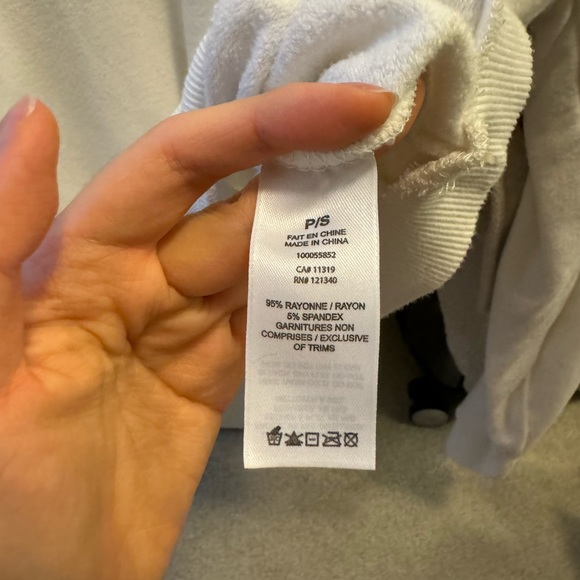 P/S
FAIT EN CHINE
MADE IN CHINA
100055852
CA# 11319
RN# 121340
95% RAYONNE / RAYON
5% SPANDEX
GARNITURES NON
COMPRISES / EXCLUSIVE
OF TRIMS